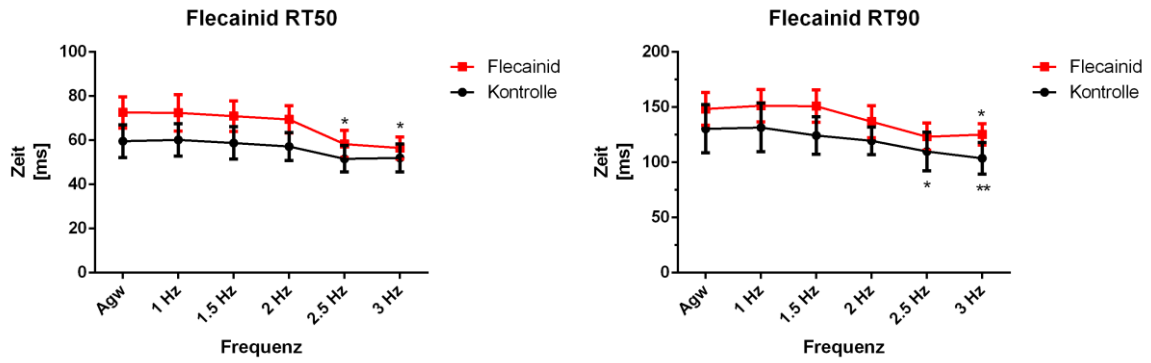 Flecainid RT50
100
80
60
40
20
0
Zeit
[ms]
* *
Agw 1 Hz 1.5 Hz 2 Hz 2.5 Hz 3 Hz
Frequenz
Flecainid
Kontrolle
Flecainid RT90
200
150
100
50
0
Zeit
[ms]
*
* **
Agw 1 Hz 1.5 Hz 2 Hz 2.5 Hz 3 Hz
Frequenz
Flecainid
Kontrolle